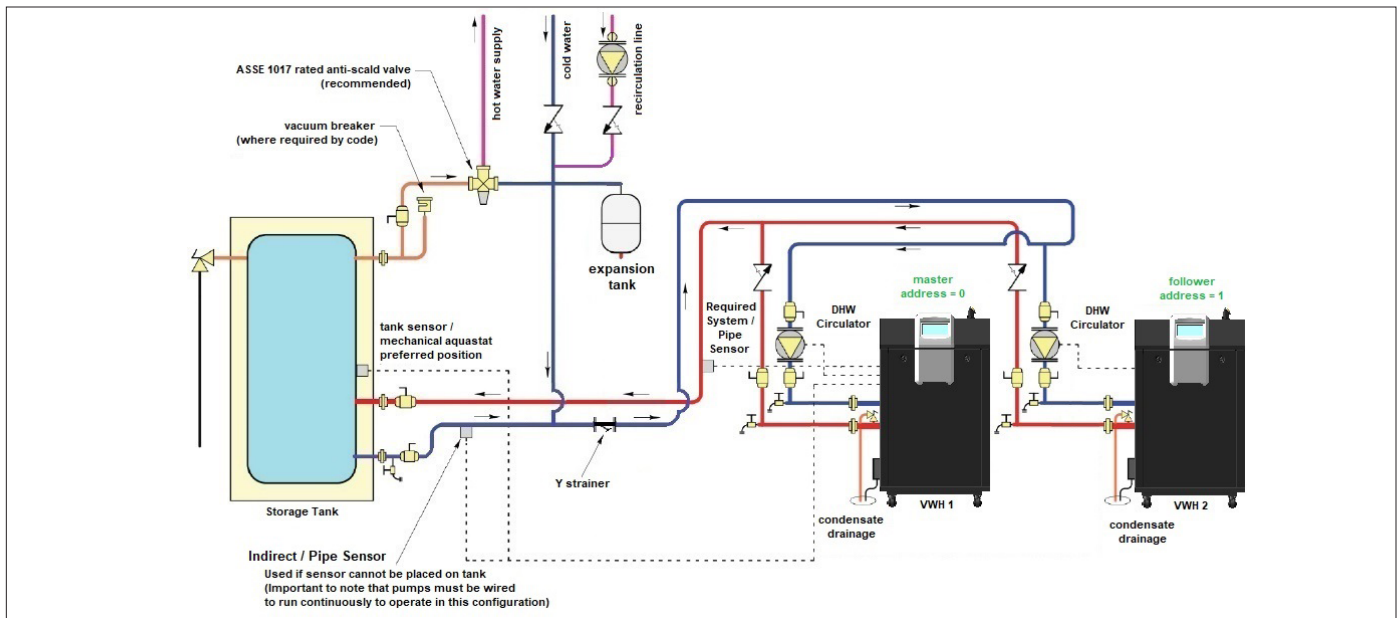 ASSE 1017 rated anti-scald valve
(recommended)
hot water supply
cold water
recirculation line
vacuum breaker
(where required by code)
expansion
tank
master
address = 0
follower
address = 1
Required
System /
Pipe
Sensor
DHW
Circulator
DHW
Circulator
tank sensor /
mechanical aquastat
preferred position
Y strainer
Storage Tank
VWH 1
VWH 2
condensate
drainage
condensate
drainage
Indirect / Pipe Sensor
Used if sensor cannot be placed on tank
(Important to note that pumps must be wired
to run continuously to operate in this configuration)